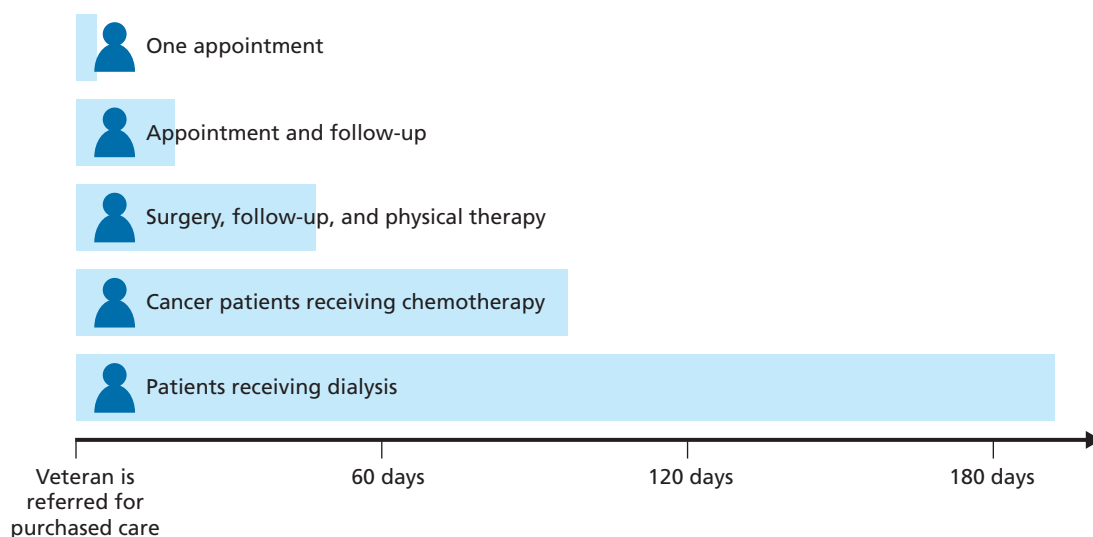 One appointment
Appointment and follow-up
Surgery, follow-up, and physical therapy
Cancer patients receiving chemotherapy
Patients receiving dialysis
Veteran is
referred for
purchased care
60 days
120 days
180 days